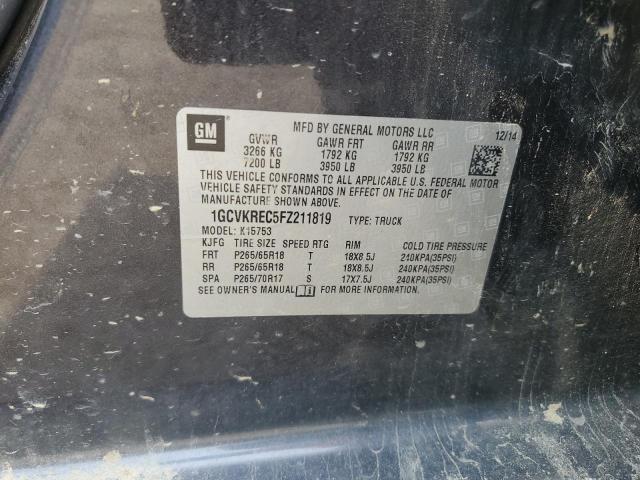 GM
MFD BY GENERAL MOTORS LLC 12/14
GVWR GAWR FRT GAWR RR
3266 KG 1792 KG 1792 KG
7200 LB 3950 LB 3950 LB
THIS VEHICLE CONFORMS TO ALL APPLICABLE U.S. FEDERAL MOTOR
VEHICLE SAFETY STANDARDS IN EFFECT ON THE DATE OF
MANUFACTURE SHOWN ABOVE.
1GCVKREC5FZ211819 TYPE: TRUCK
MODEL: K15753
KJFG TIRE SIZE SPEED RTG RIM COLD TIRE PRESSURE
FRT P265/65R18 T 18X8.5J 240KPA(35PSI)
RR P265/65R18 T 18X8.5J 240KPA(35PSI)
SPA P265/70R17 S 17X7.5J 240KPA(35PSI)
SEE OWNER'S MANUAL FOR MORE INFORMATION.